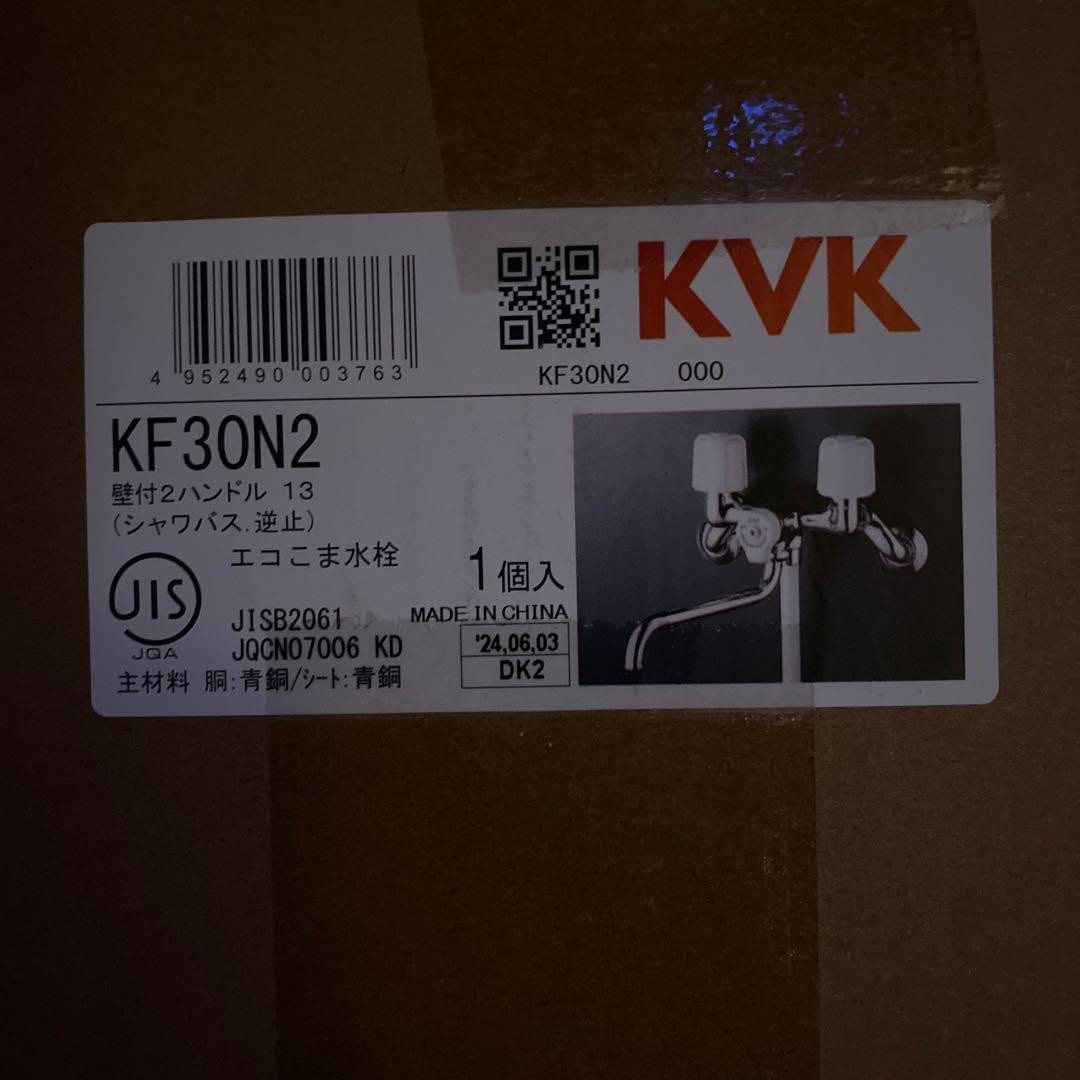 KVK
4 952490 003763
KF30N2 000
KF30N2
壁付2ハンドル 13
(シャワバス.逆止)
エコこま水栓
1個入
JIS
JQA
JISB2061
JQCN07006 KD
MADE IN CHINA
'24,06,03
DK2
主材料 胴:青銅/シート:青銅